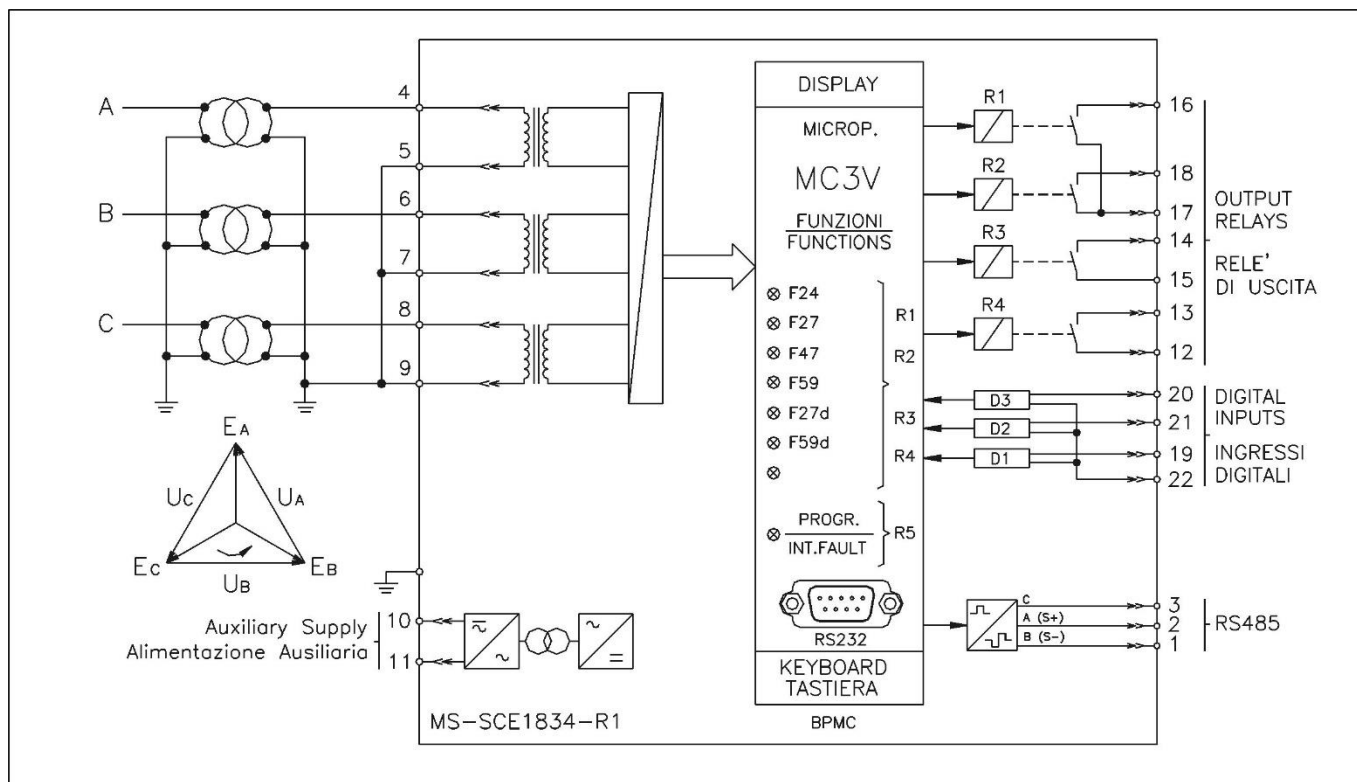 A
B
C
4
5
6
7
8
9
EA
UC
UA
EC
EB
UB
Auxiliary Supply
Alimentazione Ausiliaria
10
11
MS-SCE1834-R1
DISPLAY
MICROP.
MC3V
FUNZIONI
FUNCTIONS
F24
F27
F47
F59
F27d
F59d
R1
R2
R3
R4
PROGR.
INT.FAULT
R5
RS232
KEYBOARD
TASTIERA
BPMC
R1
R2
R3
R4
16
18
17
14
15
13
12
OUTPUT
RELAYS
RELE'
DI USCITA
D3
D2
D1
20
21
19
22
DIGITAL
INPUTS
INGRESSI
DIGITALI
C
A (S+)
B (S-)
3
2
1
RS485